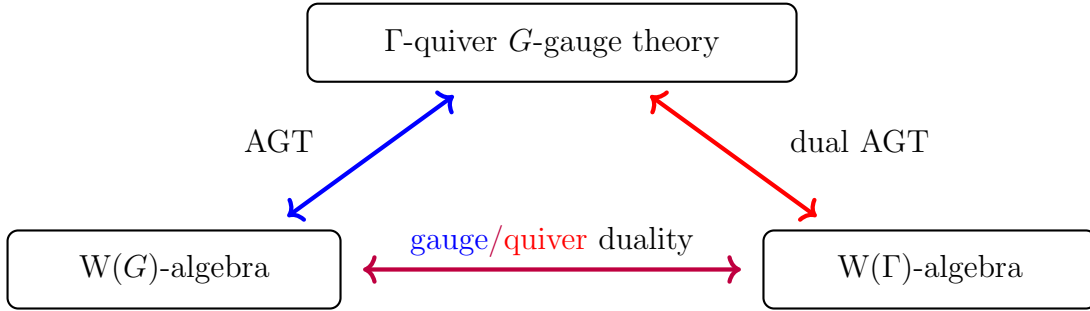 Γ-quiver G-gauge theory
AGT
dual AGT
gauge/quiver duality
W(G)-algebra
W(Γ)-algebra